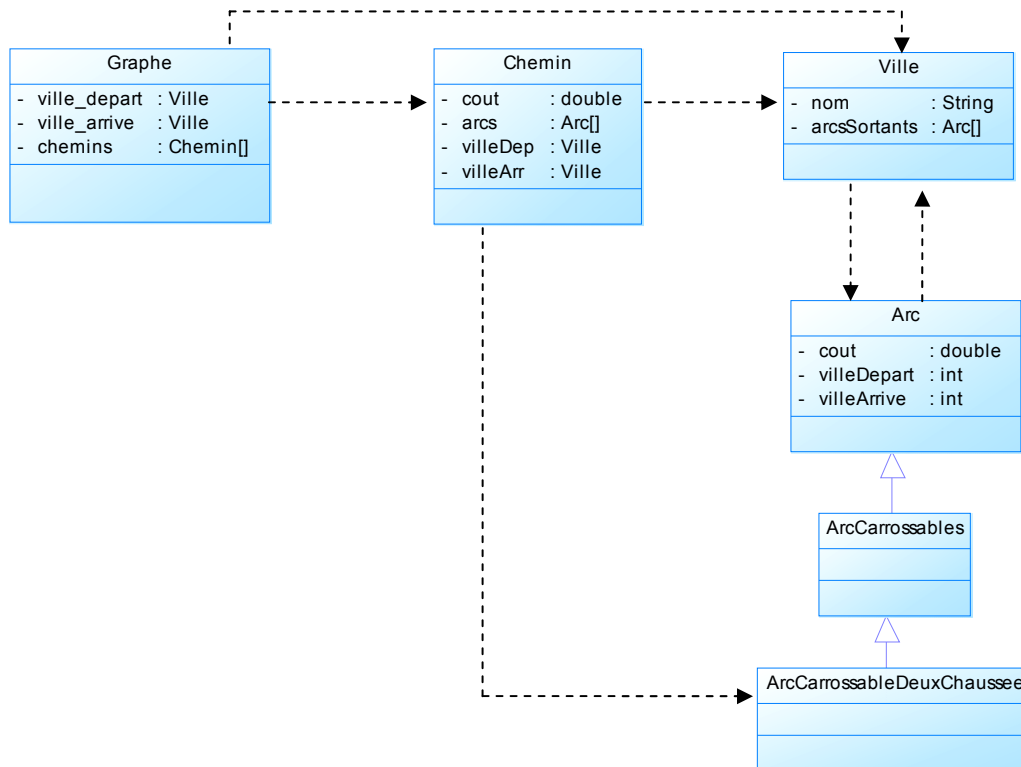 Graphe
- ville_depart : Ville
- ville_arrive : Ville
- chemins : Chemin[]
Chemin
- cout : double
- arcs : Arc[]
- villeDep : Ville
- villeArr : Ville
Ville
- nom : String
- arcsSortants : Arc[]
Arc
- cout : double
- villeDepart : int
- villeArrive : int
ArcCarrossables
ArcCarrossableDeuxChaussee